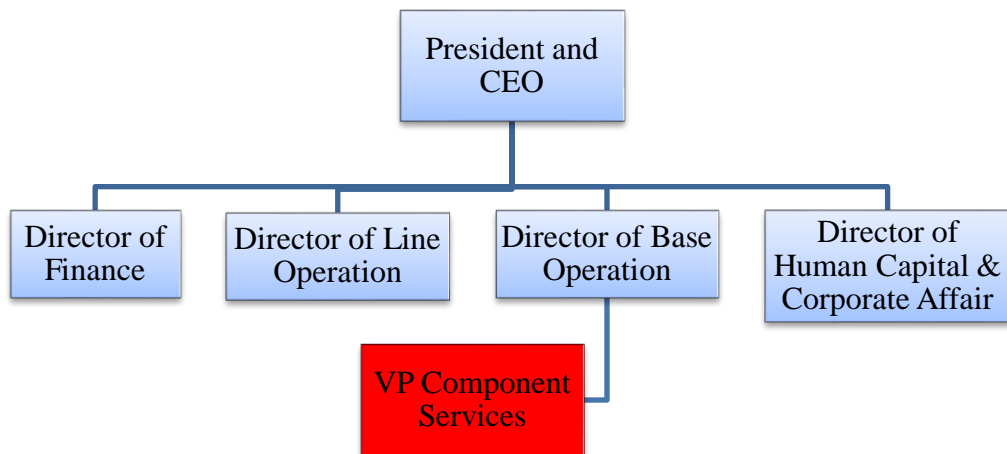 President and
CEO
Director of
Finance
Director of Line
Operation
Director of Base
Operation
Director of
Human Capital &
Corporate Affair
VP Component
Services